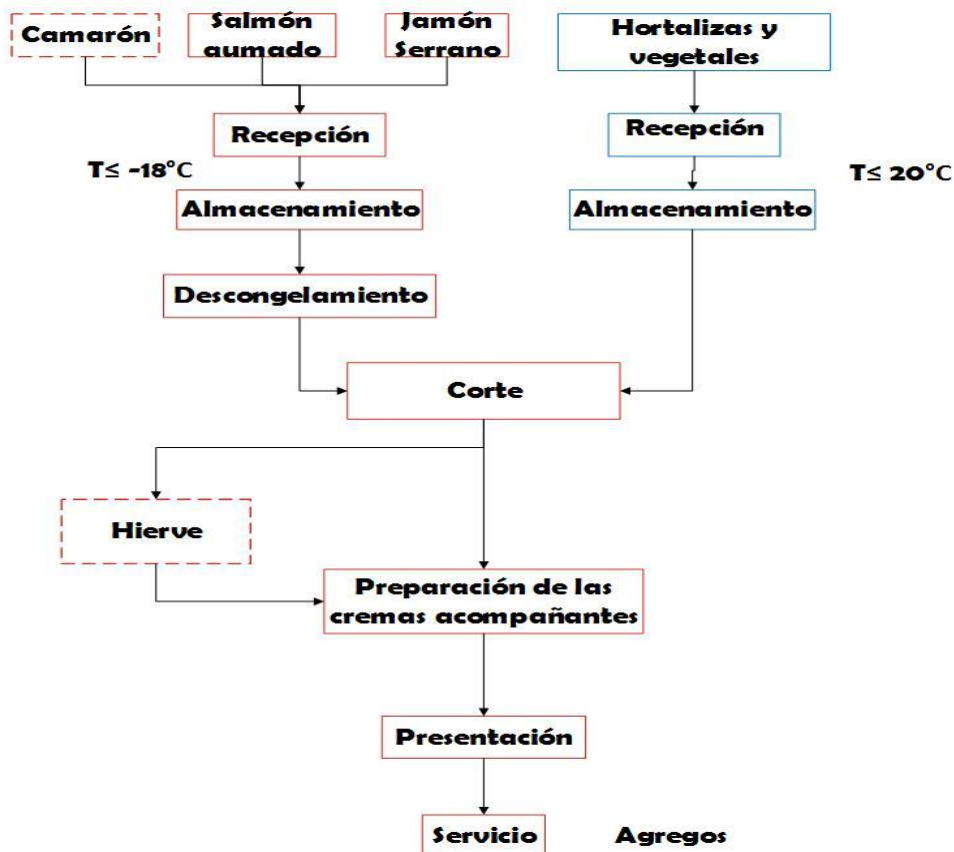 Camarón
Salmón
aumado
Jamón
Serrano
Hortalizas y
vegetales
Recepción
Recepción
T≤ -18°C
T≤ 20°C
Almacenamiento
Almacenamiento
Descongelamiento
Corte
Hierve
Preparación de las
cremas acompañantes
Presentación
Servicio
Agregos